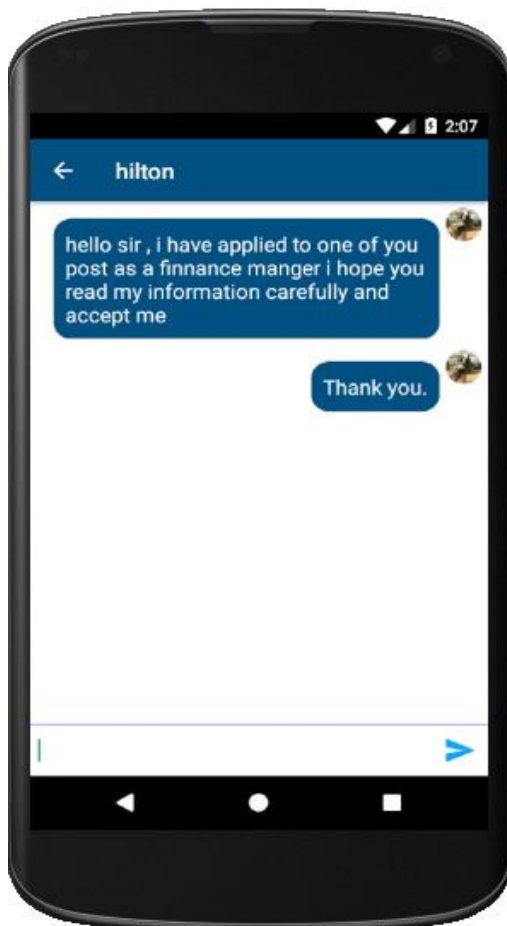 2:07
hilton
hello sir , i have applied to one of you
post as a finnance manger i hope you
read my information carefully and
accept me
Thank you.